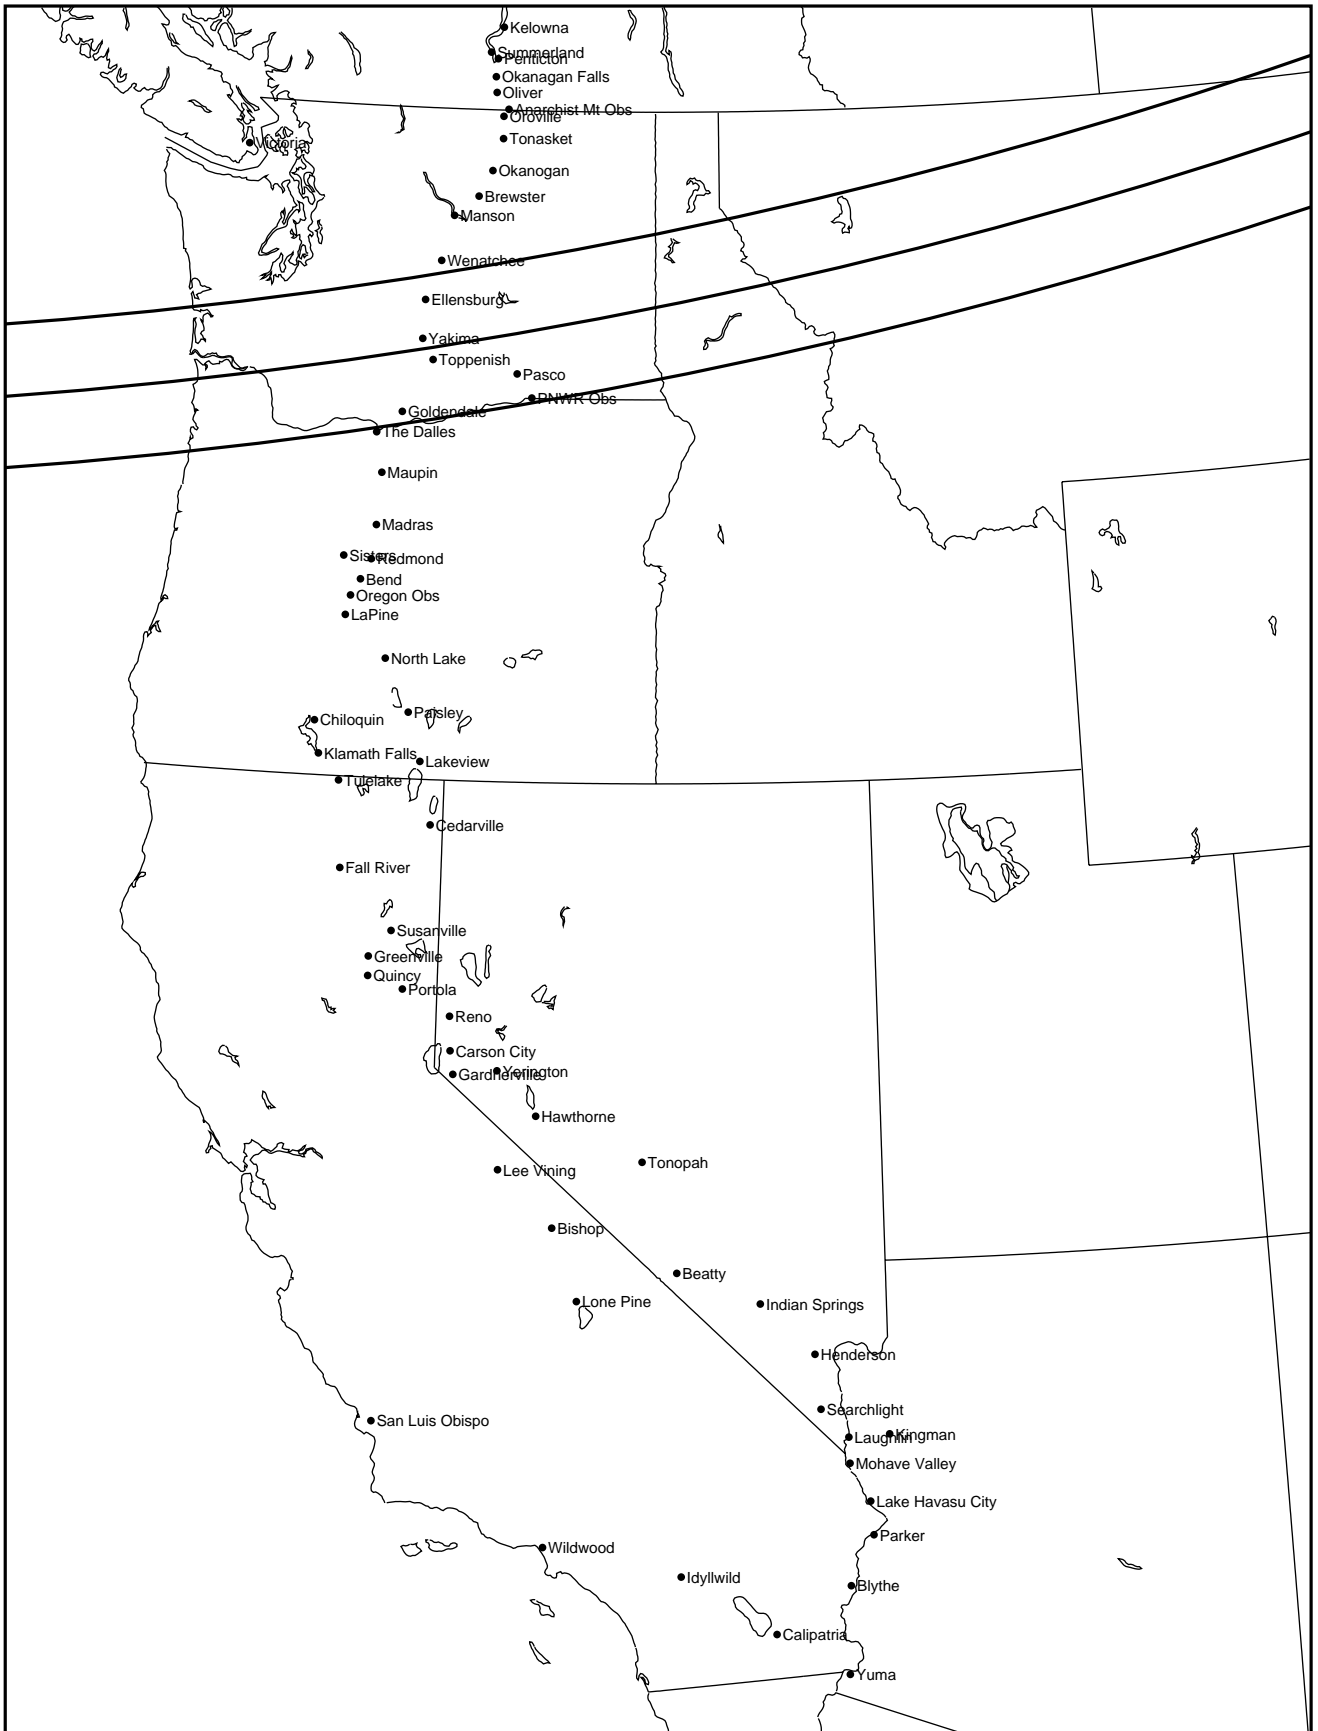 Kelowna
Summerland
Penticton
Okanagan Falls
Oliver
Anarchist Mt Obs
Oroville
Tonasket
Victoria
Okanogan
Brewster
Manson
Wenatchee
Ellensburg
Yakima
Toppenish
Pasco
PNWR Obs
Goldendale
The Dalles
Maupin
Madras
Sisters
Redmond
Bend
Oregon Obs
LaPine
North Lake
Paisley
Chiloquin
Klamath Falls
Lakeview
Tulelake
Cedarville
Fall River
Susanville
Greenville
Quincy
Portola
Reno
Carson City
Yerington
Gardnerville
Hawthorne
Tonopah
Lee Vining
Bishop
Beatty
Lone Pine
Indian Springs
Henderson
Searchlight
San Luis Obispo
Kingman
Laughlin
Mohave Valley
Lake Havasu City
Parker
Wildwood
Idyllwild
Blythe
Calipatria
Yuma